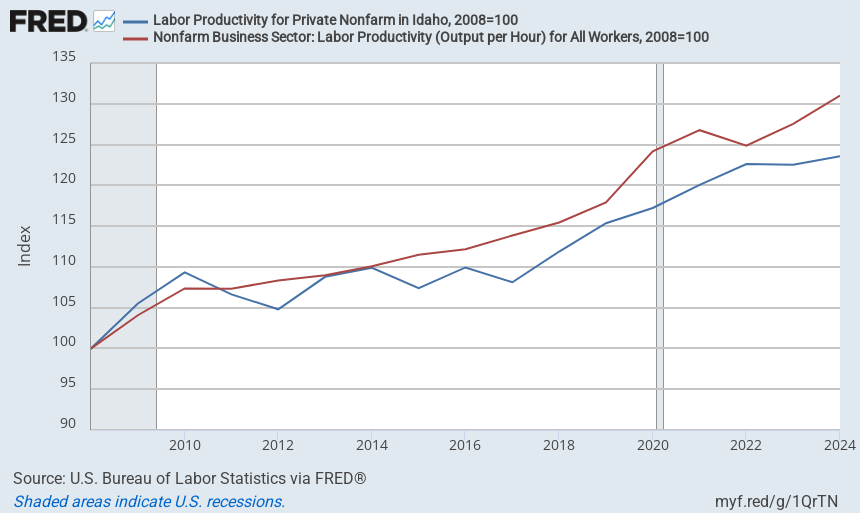 FRED
Labor Productivity for Private Nonfarm in Idaho, 2008=100
Nonfarm Business Sector: Labor Productivity (Output per Hour) for All Workers, 2008=100
135
130
125
120
115
110
105
100
95
90
Index
2010 2012 2014 2016 2018 2020 2022 2024
Source: U.S. Bureau of Labor Statistics via FRED®
Shaded areas indicate U.S. recessions.
myf.red/g/1QrTN